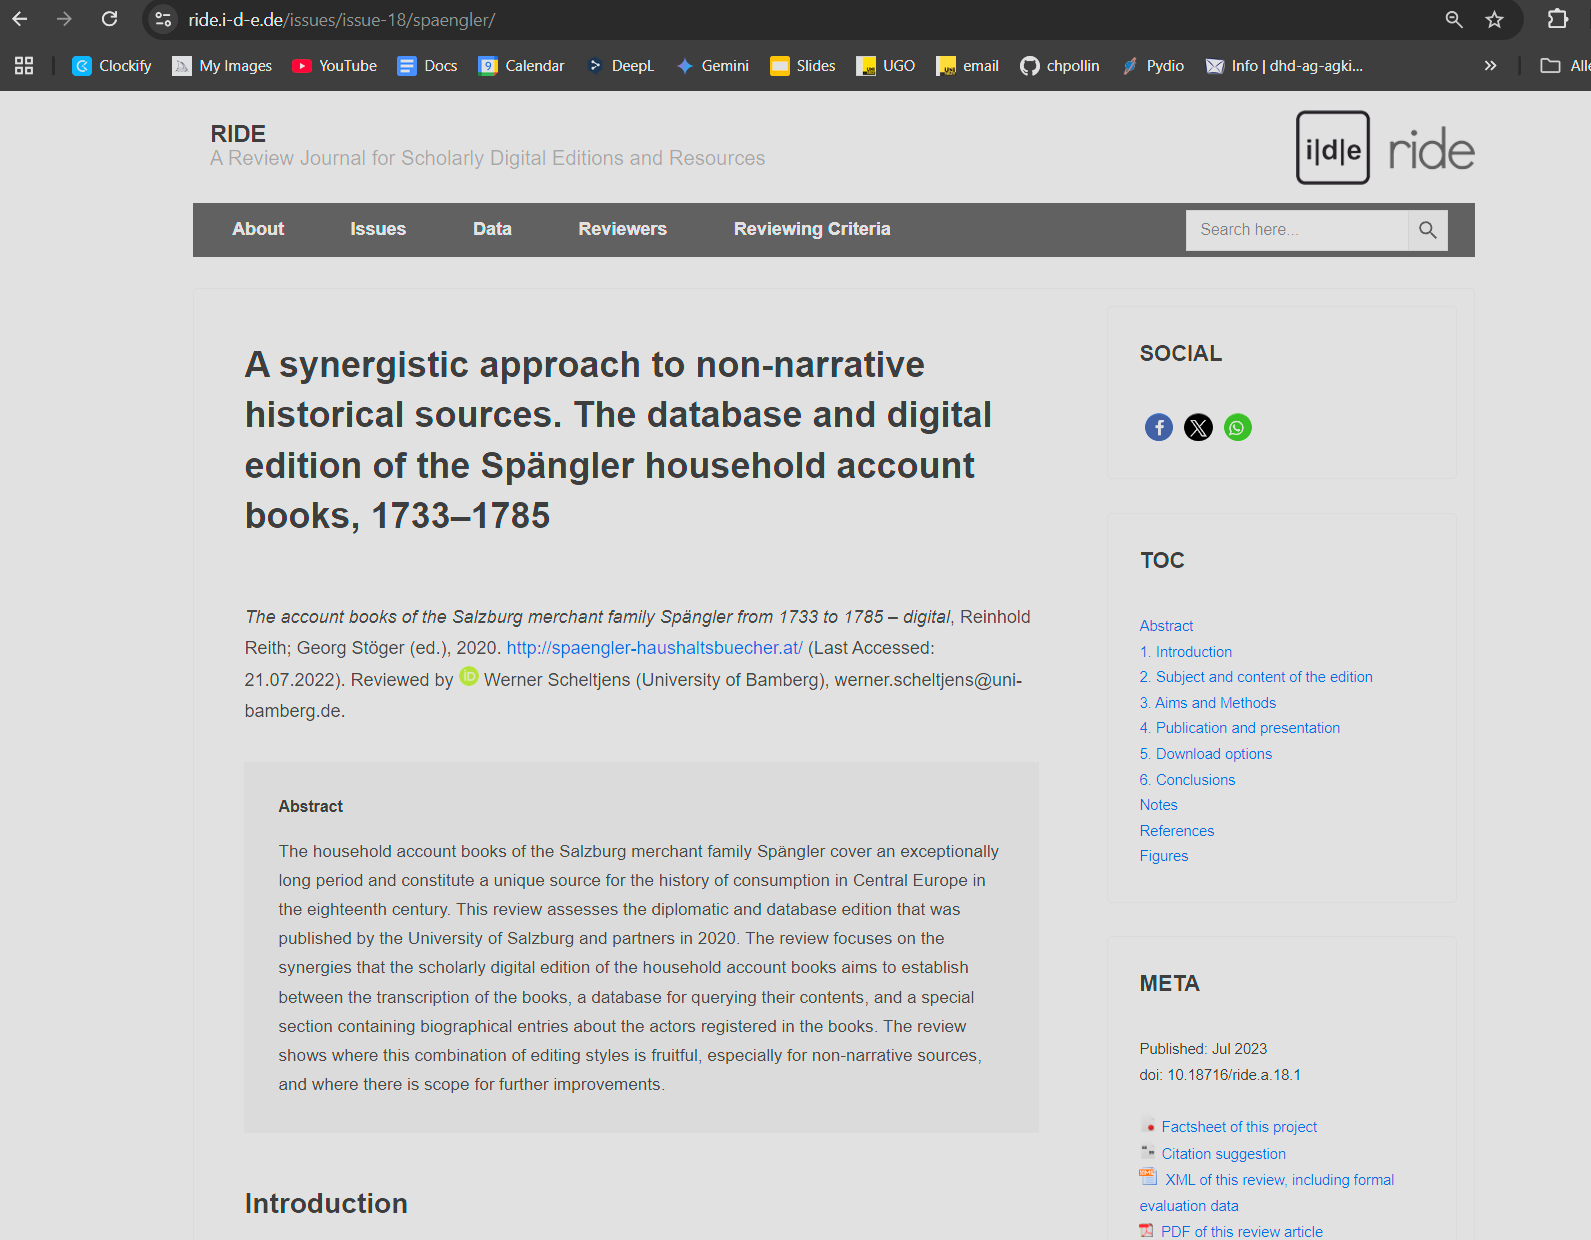 ride.i-d-e.de/issues/issue-18/spaengler/
Clockify
My Images
YouTube
Docs
9
Calendar
DeepL
Gemini
Slides
UGO
email
chpollin
Pydio
Info | dhd-ag-agki...
»
Alle
RIDE
A Review Journal for Scholarly Digital Editions and Resources
i|d|e
ride
About
Issues
Data
Reviewers
Reviewing Criteria
Search here...
A synergistic approach to non-narrative
historical sources. The database and digital
edition of the Spängler household account
books, 1733–1785
The account books of the Salzburg merchant family Spängler from 1733 to 1785 – digital, Reinhold
Reith; Georg Stöger (ed.), 2020. http://spaengler-haushaltsbuecher.at/ (Last Accessed:
21.07.2022). Reviewed by iD Werner Scheltjens (University of Bamberg), werner.scheltjens@uni-
bamberg.de.
Abstract
The household account books of the Salzburg merchant family Spängler cover an exceptionally
long period and constitute a unique source for the history of consumption in Central Europe in
the eighteenth century. This review assesses the diplomatic and database edition that was
published by the University of Salzburg and partners in 2020. The review focuses on the
synergies that the scholarly digital edition of the household account books aims to establish
between the transcription of the books, a database for querying their contents, and a special
section containing biographical entries about the actors registered in the books. The review
shows where this combination of editing styles is fruitful, especially for non-narrative sources,
and where there is scope for further improvements.
Introduction
SOCIAL
TOC
Abstract
1. Introduction
2. Subject and content of the edition
3. Aims and Methods
4. Publication and presentation
5. Download options
6. Conclusions
Notes
References
Figures
META
Published: Jul 2023
doi: 10.18716/ride.a.18.1
Factsheet of this project
Citation suggestion
XML of this review, including formal
evaluation data
PDF of this review article